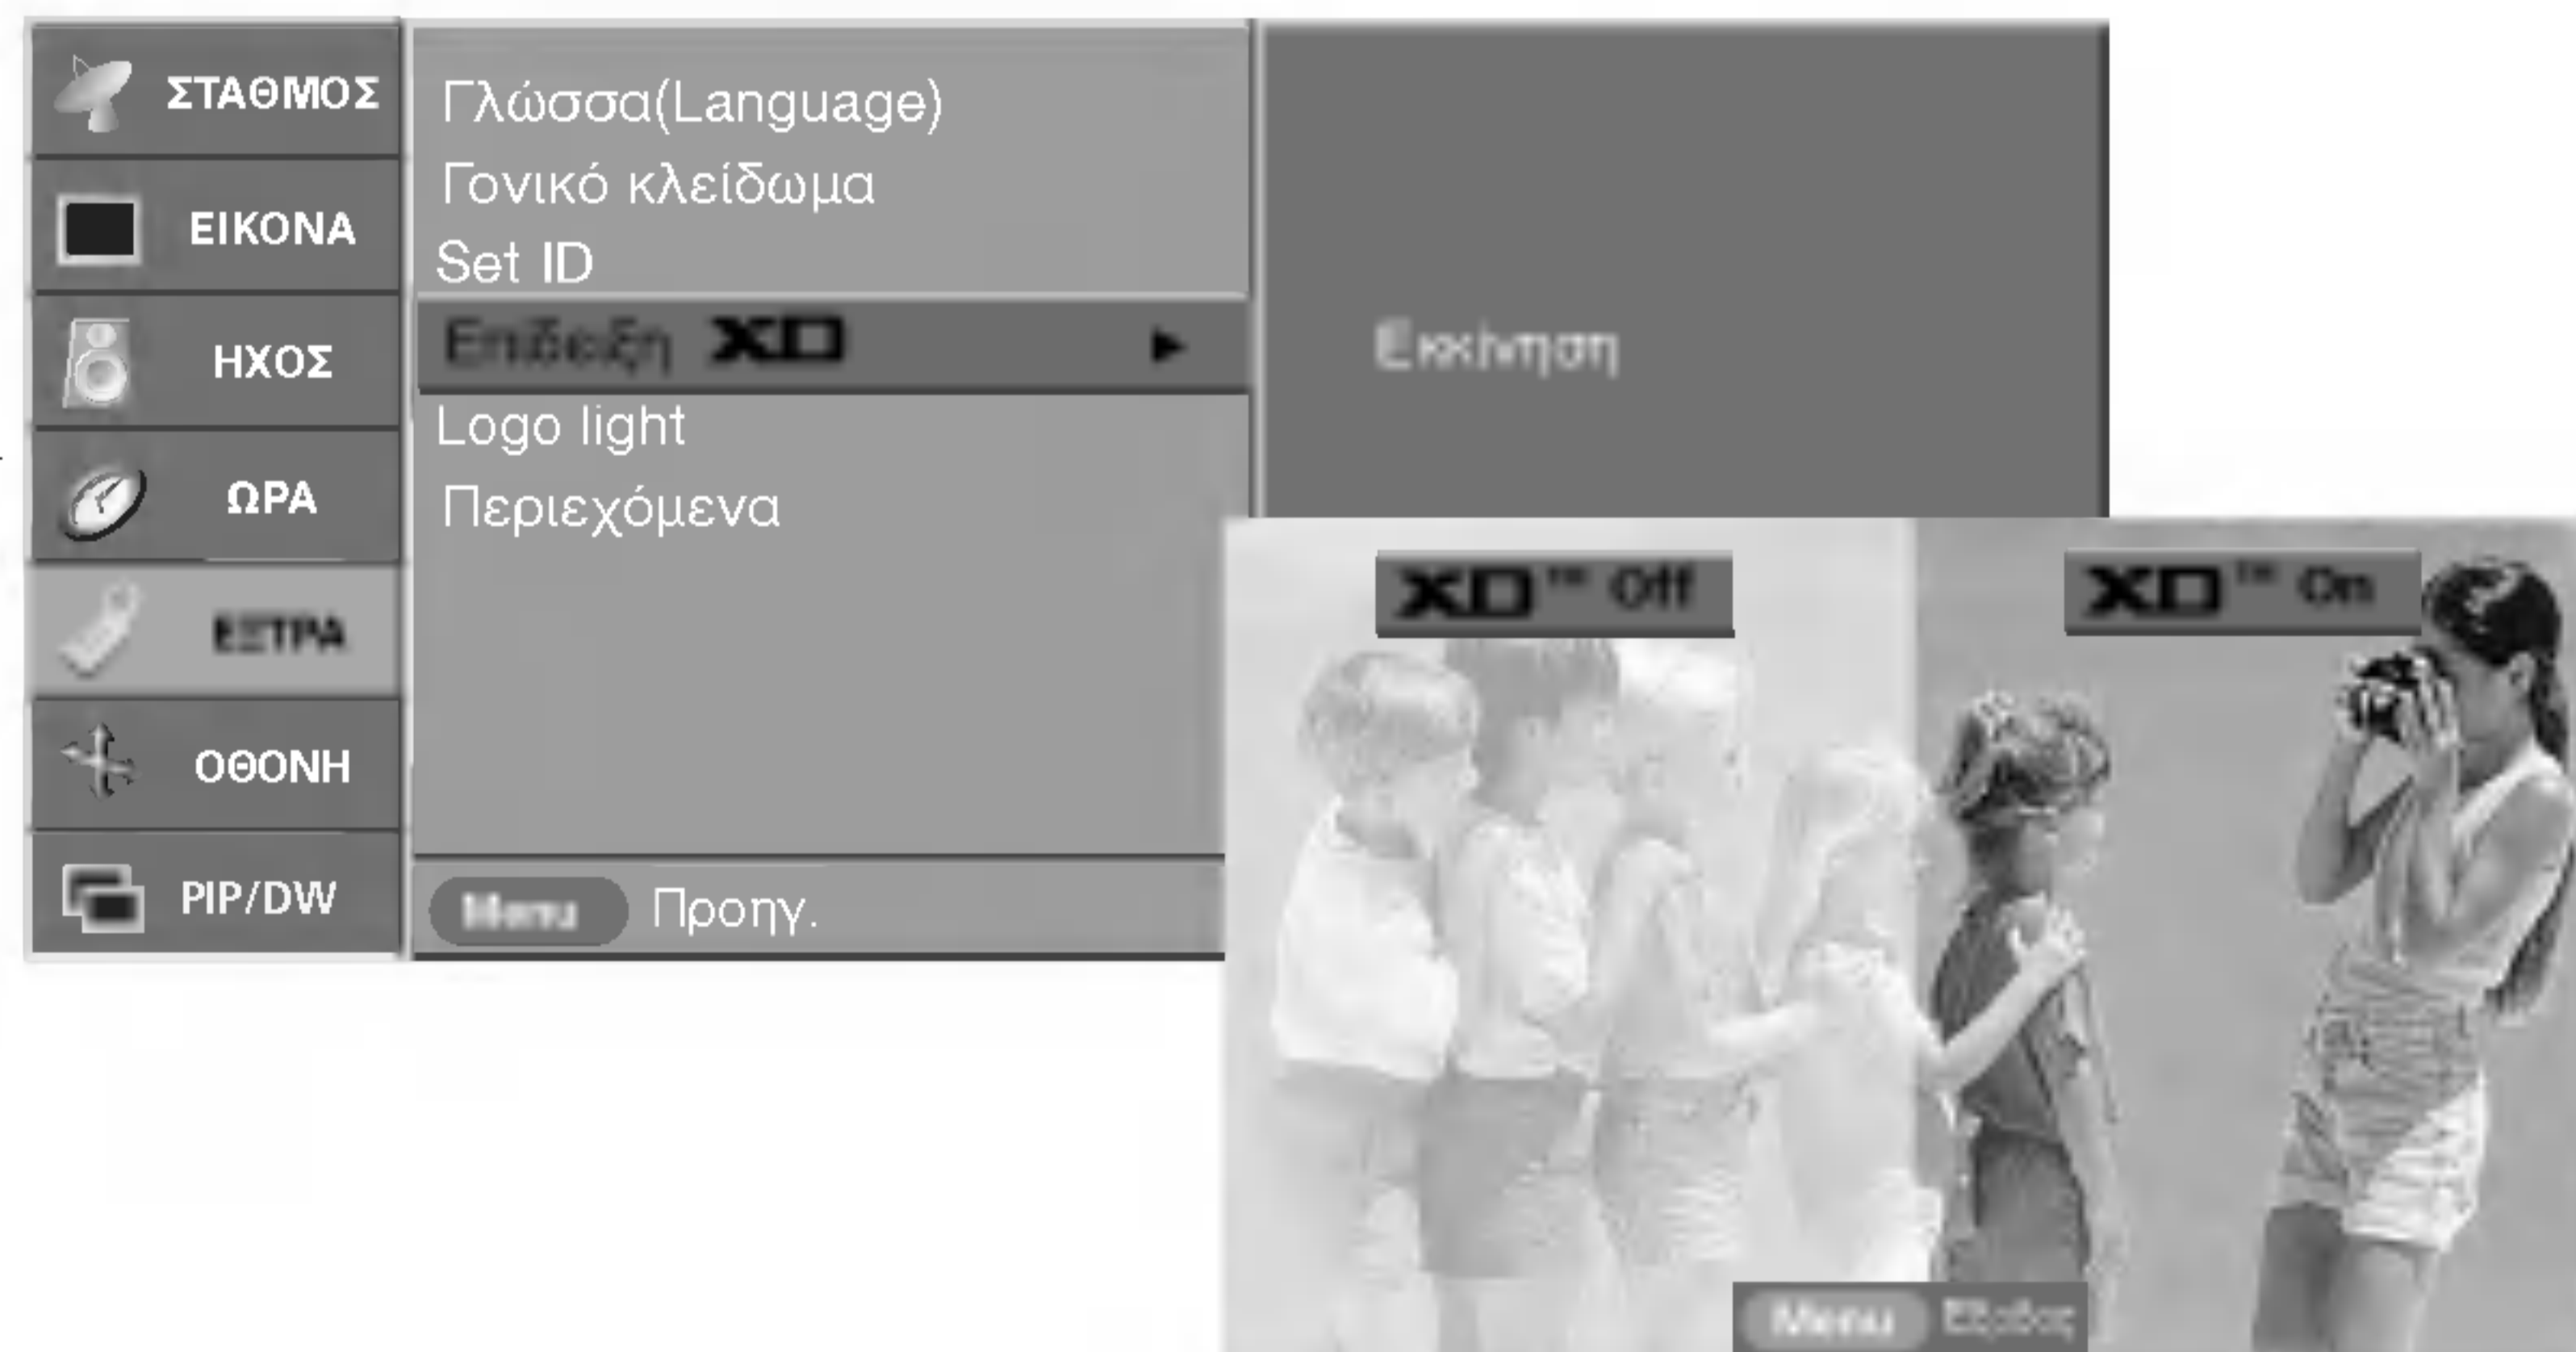 ΣΤΑΘΜΟΣ
ΕΙΚΟΝΑ
ΗΧΟΣ
ΩΡΑ
ΕΞΤΡΑ
ΟΘΟΝΗ
PIP/DW
Γλώσσα(Language)
Γονικό κλείδωμα
Set ID
Επίδειξη XD
Logo light
Περιεχόμενα
Menu Προηγ.
Εκκίνηση
XD™ Off
XD™ On
Menu Έξοδος